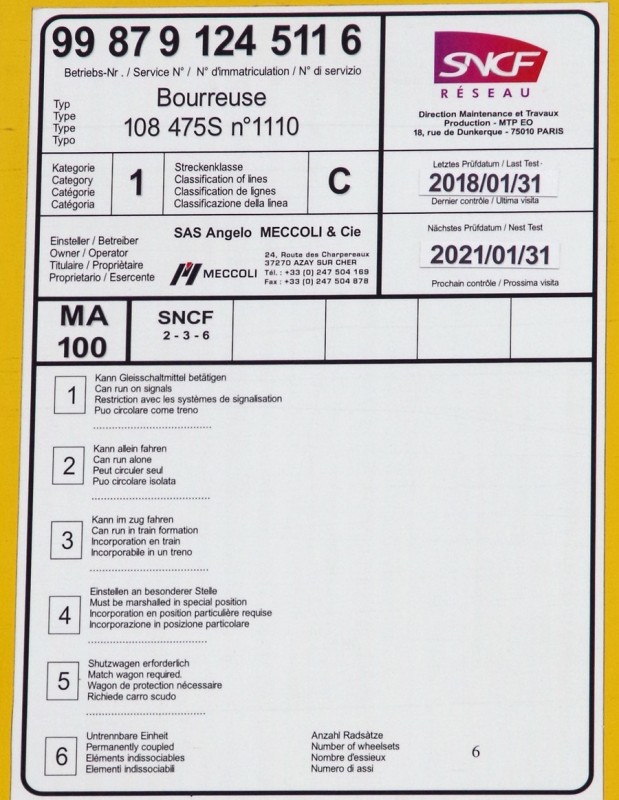 99 87 9 124 511 6
Betriebs-Nr . / Service N° / N° d'immatriculation / N° di servizio
Typ
Type
Type
Typo
Bourreuse
108 475S n°1110
SNCF
RÉSEAU
Direction Maintenance et Travaux
Production - MTP EO
18, rue de Dunkerque - 75010 PARIS
Kategorie
Category
Catégorie
Catégoria
1
Streckenklasse
Classification of lines
Classification de lignes
Classificazione della linea
C
Letztes Prüfdatum / Last Test
2018/01/31
Dernier contrôle / Ultima visita
Einsteller / Betreiber
Owner / Operator
Titulaire / Propriètaire
Proprietario / Esercente
SAS Angelo MECCOLI & Cie
MECCOLI
24, Route des Charpereaux
37270 AZAY SUR CHER
Tél. : +33 (0) 247 504 169
Fax : +33 (0) 247 504 878
Nächstes Prüfdatum / Nest Test
2021/01/31
Prochain contrôle / Prossima visita
MA
100
SNCF
2 - 3 - 6
1
Kann Gleisschaltmittel betätigen
Can run on signals
Restriction avec les systèmes de signalisation
Puo circolare come treno
2
Kann allein fahren
Can run alone
Peut circuler seul
Puo circolare isolata
3
Kann im zug fahren
Can run in train formation
Incorporation en train
Incorporabile in un treno
4
Einstellen an besonderer Stelle
Must be marshalled in special position
Incorporation en position particulière requise
Incorporazione in posizione particolare
5
Shutzwagen erforderlich
Match wagon required.
Wagon de protection nécessaire
Richiede carro scudo
6
Untrennbare Einheit
Permanently coupled
Eléments indissociables
Elementi indissociabili
Anzahl Radsätze
Number of wheelsets
Nombre d'essieux
Numero di assi
6